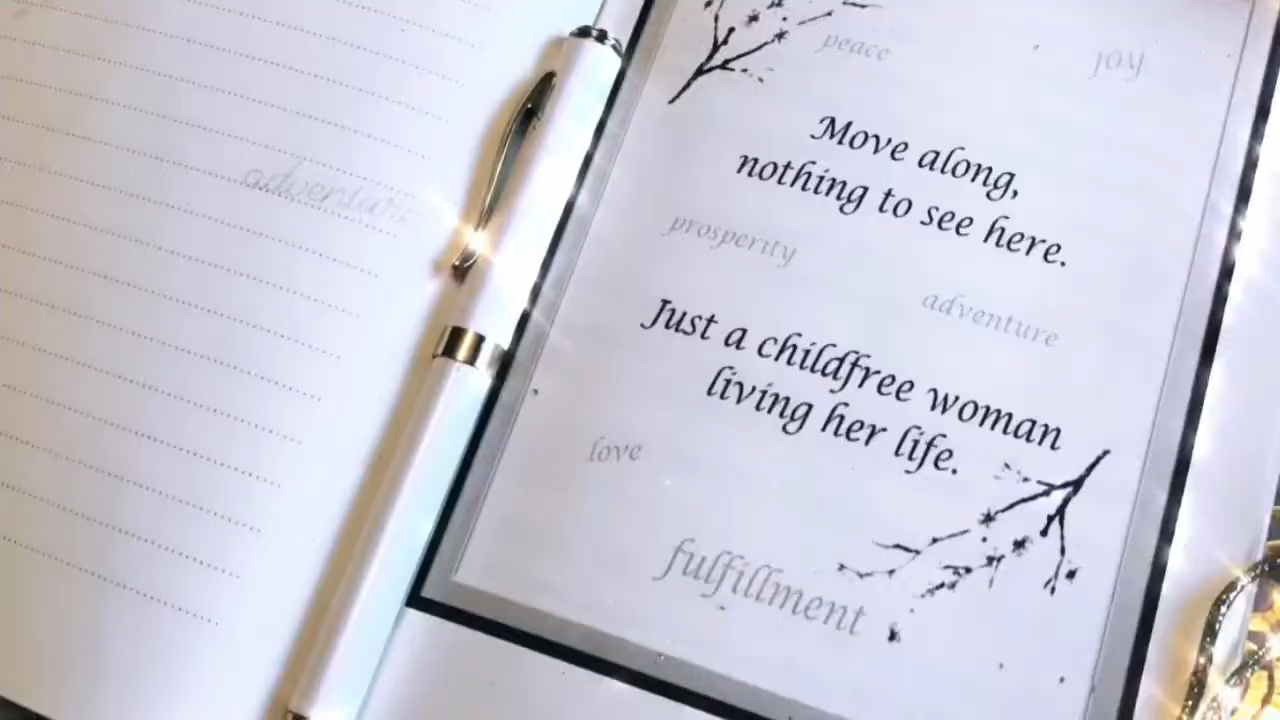 peace
joy
Move along,
nothing to see here.
adventure
prosperity
adventure
Just a childfree woman
living her life.
love
fulfillment